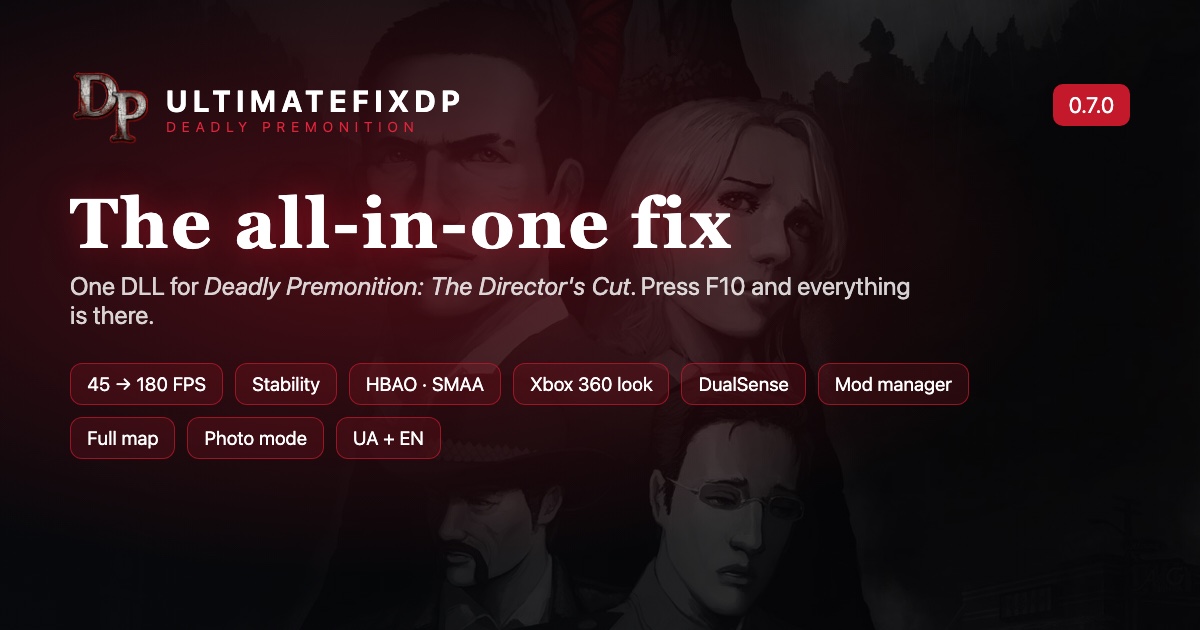 DP
ULTIMATEFIXDP
DEADLY PREMONITION
0.7.0
The all-in-one fix
One DLL for Deadly Premonition: The Director's Cut. Press F10 and everything
is there.
45 → 180 FPS
Stability
HBAO · SMAA
Xbox 360 look
DualSense
Mod manager
Full map
Photo mode
UA + EN